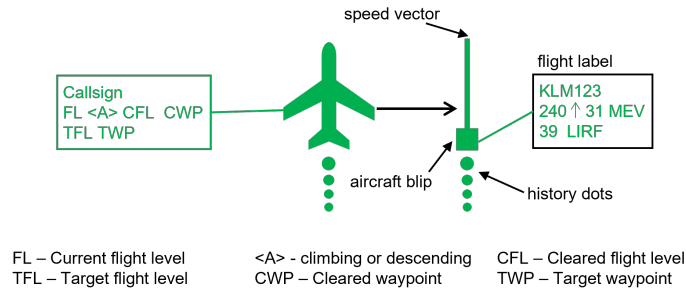 speed vector
flight label
Callsign
FL <A> CFL CWP
TFL TWP
KLM123
240 ↑ 31 MEV
39 LIRF
aircraft blip
history dots
FL – Current flight level
<A> - climbing or descending
CFL – Cleared flight level
TFL – Target flight level
CWP – Cleared waypoint
TWP – Target waypoint